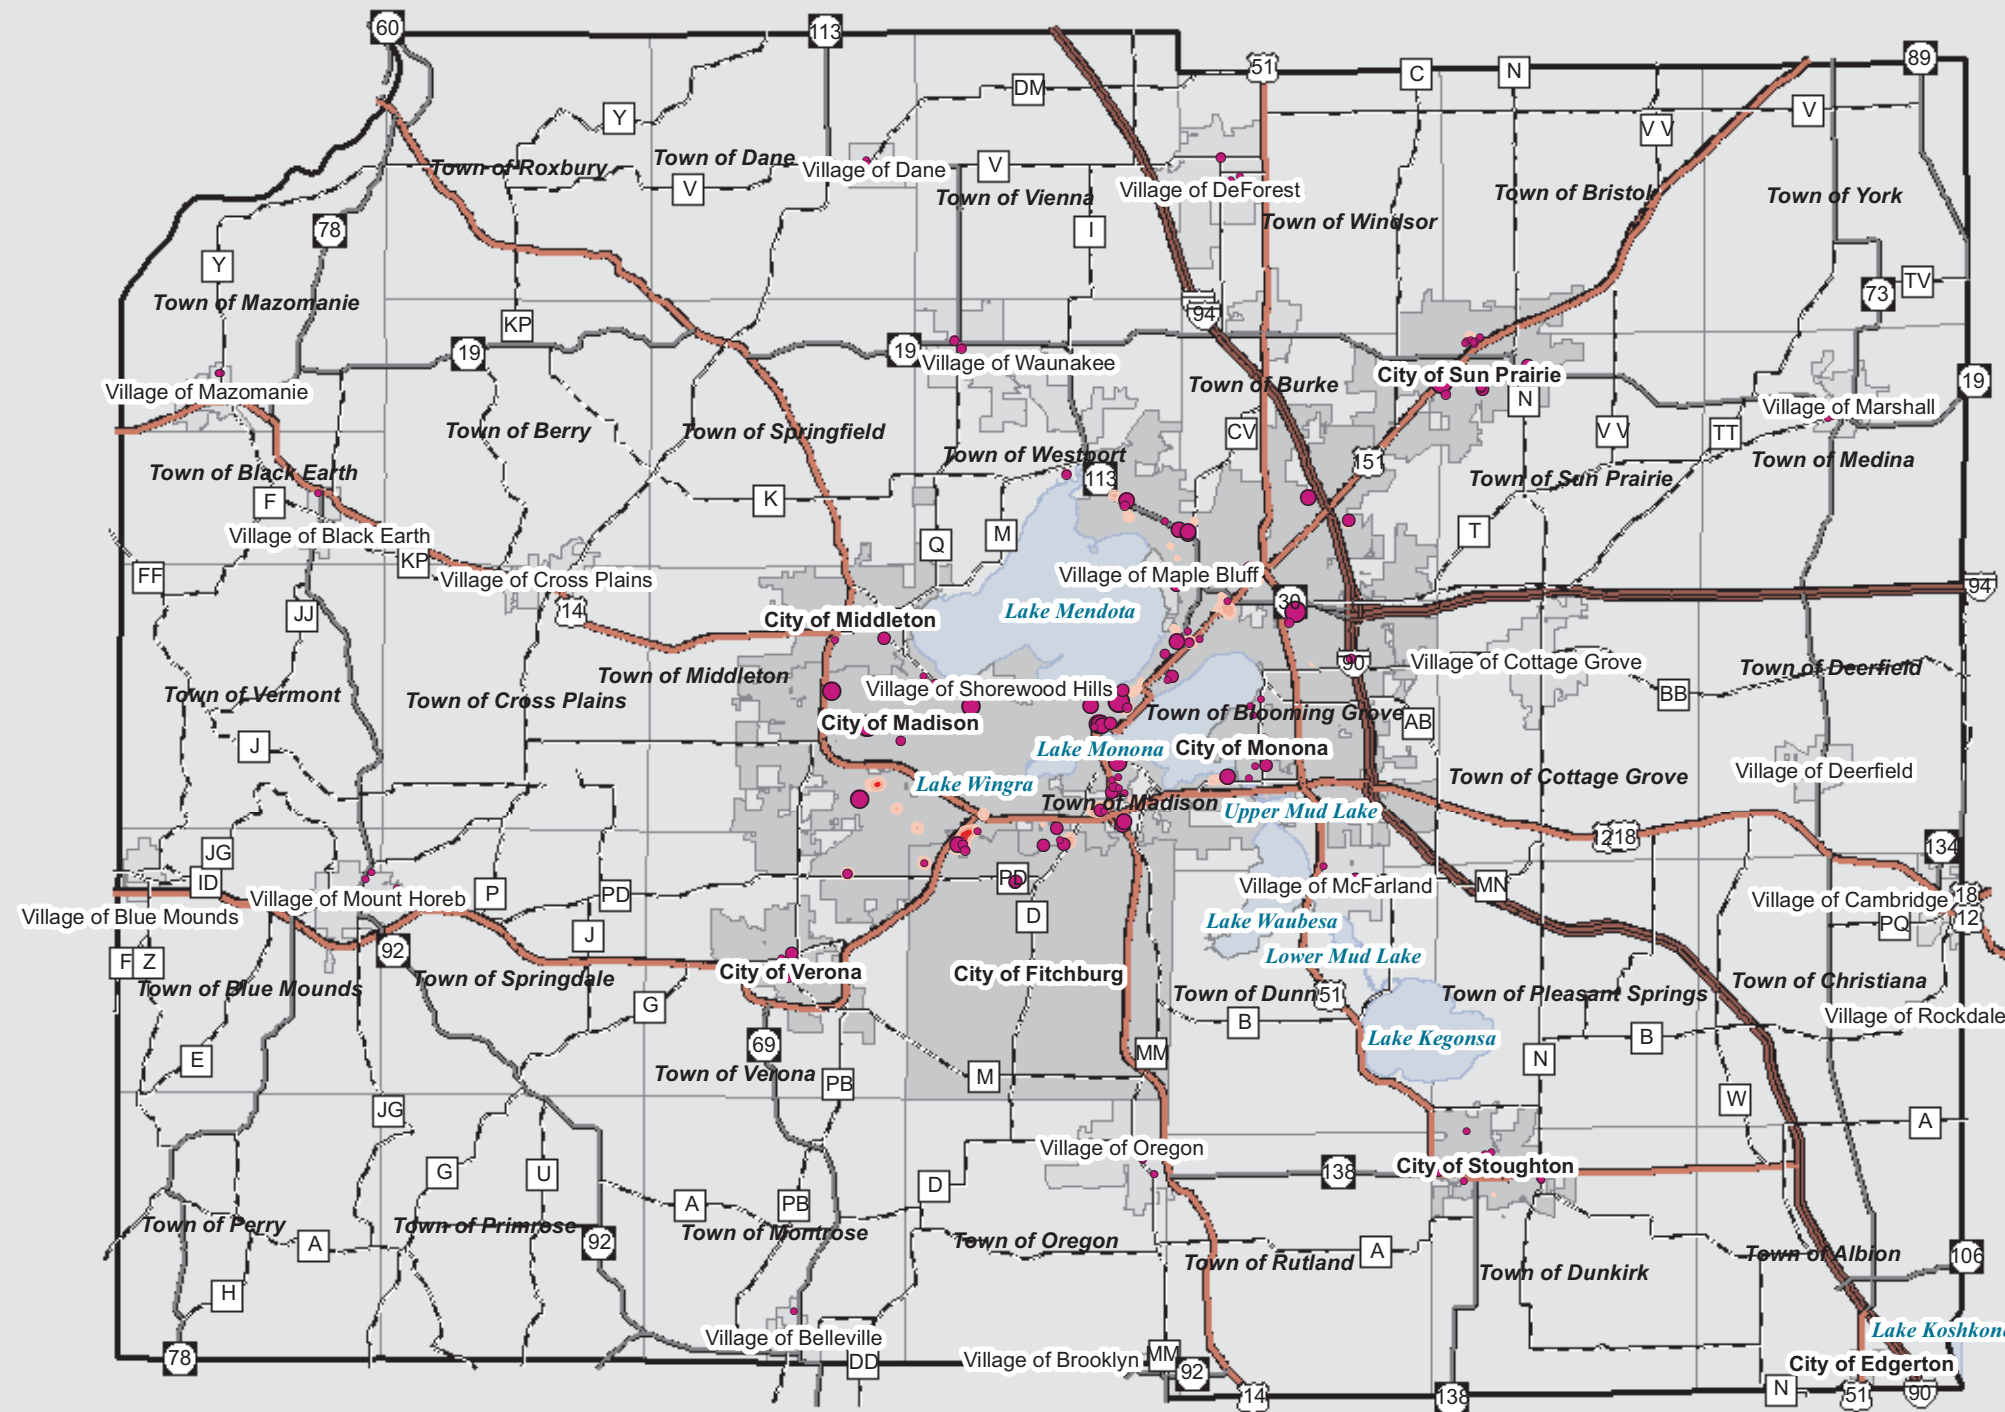 60
113
51
C
N
89
DM
Y
V
V V
Town of Roxbury
Town of Dane
Village of Dane
V
Village of DeForest
V
Town of Vienna
Town of Bristol
Town of York
Town of Windsor
78
I
Y
TV
73
Town of Mazomanie
94
KP
19
19
Village of Waunakee
City of Sun Prairie
19
Town of Burke
Village of Mazomanie
N
Village of Marshall
Town of Berry
Town of Springfield
CV
V V
TT
Town of Westport
151
Town of Medina
Town of Black Earth
113
Town of Sun Prairie
F
K
Village of Black Earth
M
T
Q
KP
FF
Village of Cross Plains
Village of Maple Bluff
94
JJ
14
Lake Mendota
30
City of Middleton
90
Village of Cottage Grove
Town of Deerfield
Town of Middleton
Village of Shorewood Hills
Town of Vermont
BB
Town of Cross Plains
City of Madison
Town of Blooming Grove
AB
J
Lake Monona
City of Monona
Village of Deerfield
Lake Wingra
Town of Cottage Grove
Town of Madison
Upper Mud Lake
1218
JG
134
ID
P
PD
PD
Village of McFarland
MN
18
Village of Mount Horeb
Village of Cambridge
Village of Blue Mounds
D
Lake Waubesa
12
PQ
J
92
F
Z
Lower Mud Lake
City of Verona
City of Fitchburg
Town of Springdale
Town of Christiana
Town of Blue Mounds
Town of Dunn
51
Town of Pleasant Springs
G
Village of Rockdale
B
Lake Kegonsa
B
69
MM
E
N
Town of Verona
M
PB
W
JG
A
Village of Oregon
City of Stoughton
G
U
138
D
PB
A
Town of Perry
Town of Primrose
Town of Montrose
Town of Oregon
92
A
A
Town of Albion
106
Town of Rutland
Town of Dunkirk
H
Lake Koshkono
Village of Belleville
78
MM
Village of Brooklyn
DD
City of Edgerton
92
N
14
138
51
90